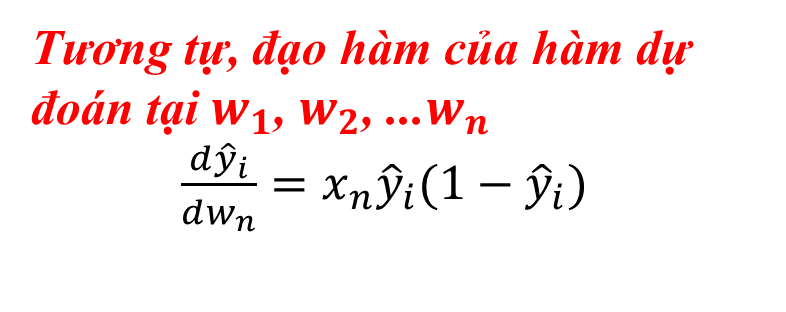 Tương tự, đạo hàm của hàm dự
đoán tại w₁, w₂, …wₙ
dŷᵢ/dwₙ = xₙŷᵢ(1 − ŷᵢ)